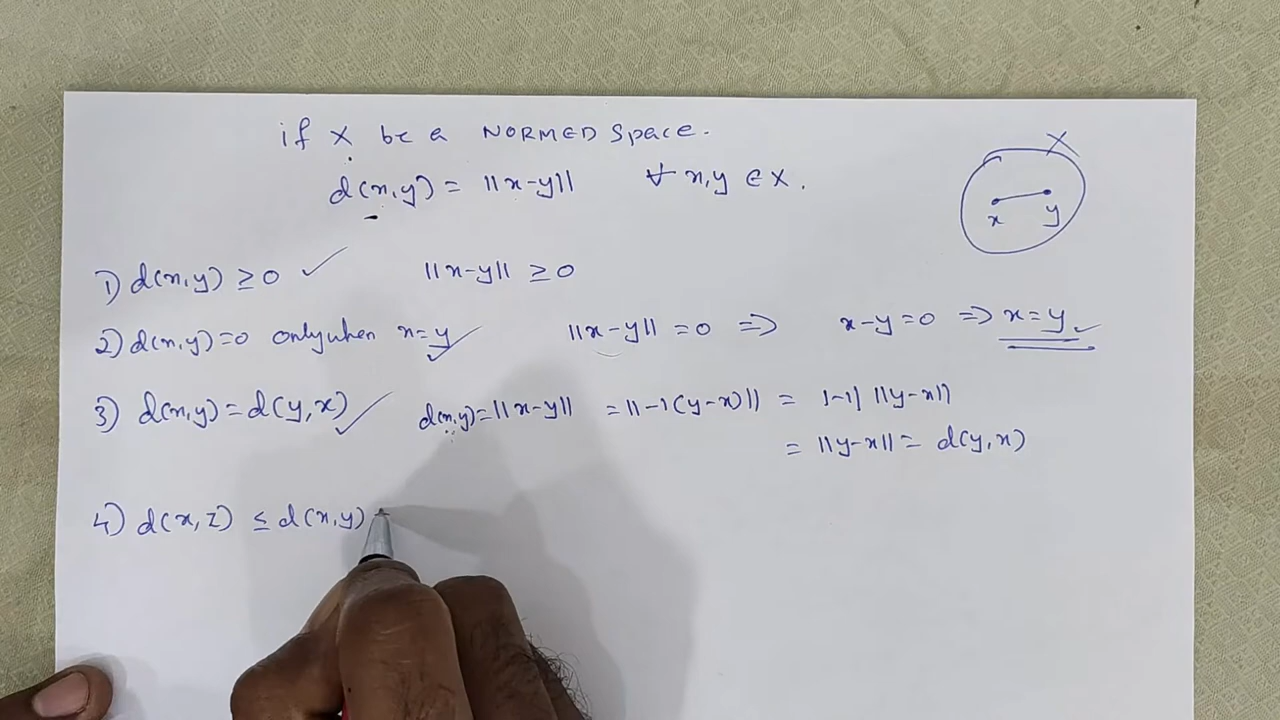 if X be a NORMED Space.
d(x,y) = ||x-y|| ∀ x,y ∈ X.
X
x y
1) d(x,y) ≥ 0 ✓ ||x-y|| ≥ 0
2) d(x,y)=0 only when x=y ✓ ||x-y|| = 0 => x-y=0 => x=y ✓
3) d(x,y)=d(y,x) ✓ d(x,y)=||x-y|| = ||-1(y-x)|| = |-1| ||y-x||
= ||y-x|| = d(y,x)
4) d(x,z) ≤ d(x,y)